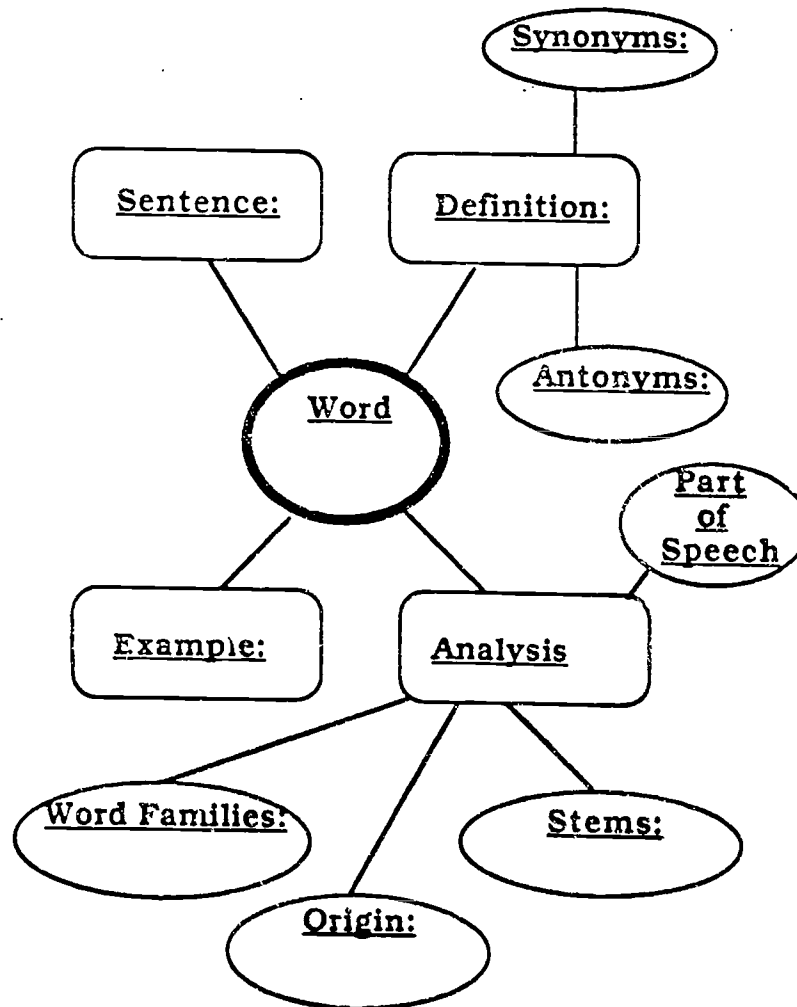 Synonyms:
Sentence:
Definition:
Antonyms:
Word
Part
of
Speech
Example:
Analysis
Word Families:
Stems:
Origin: